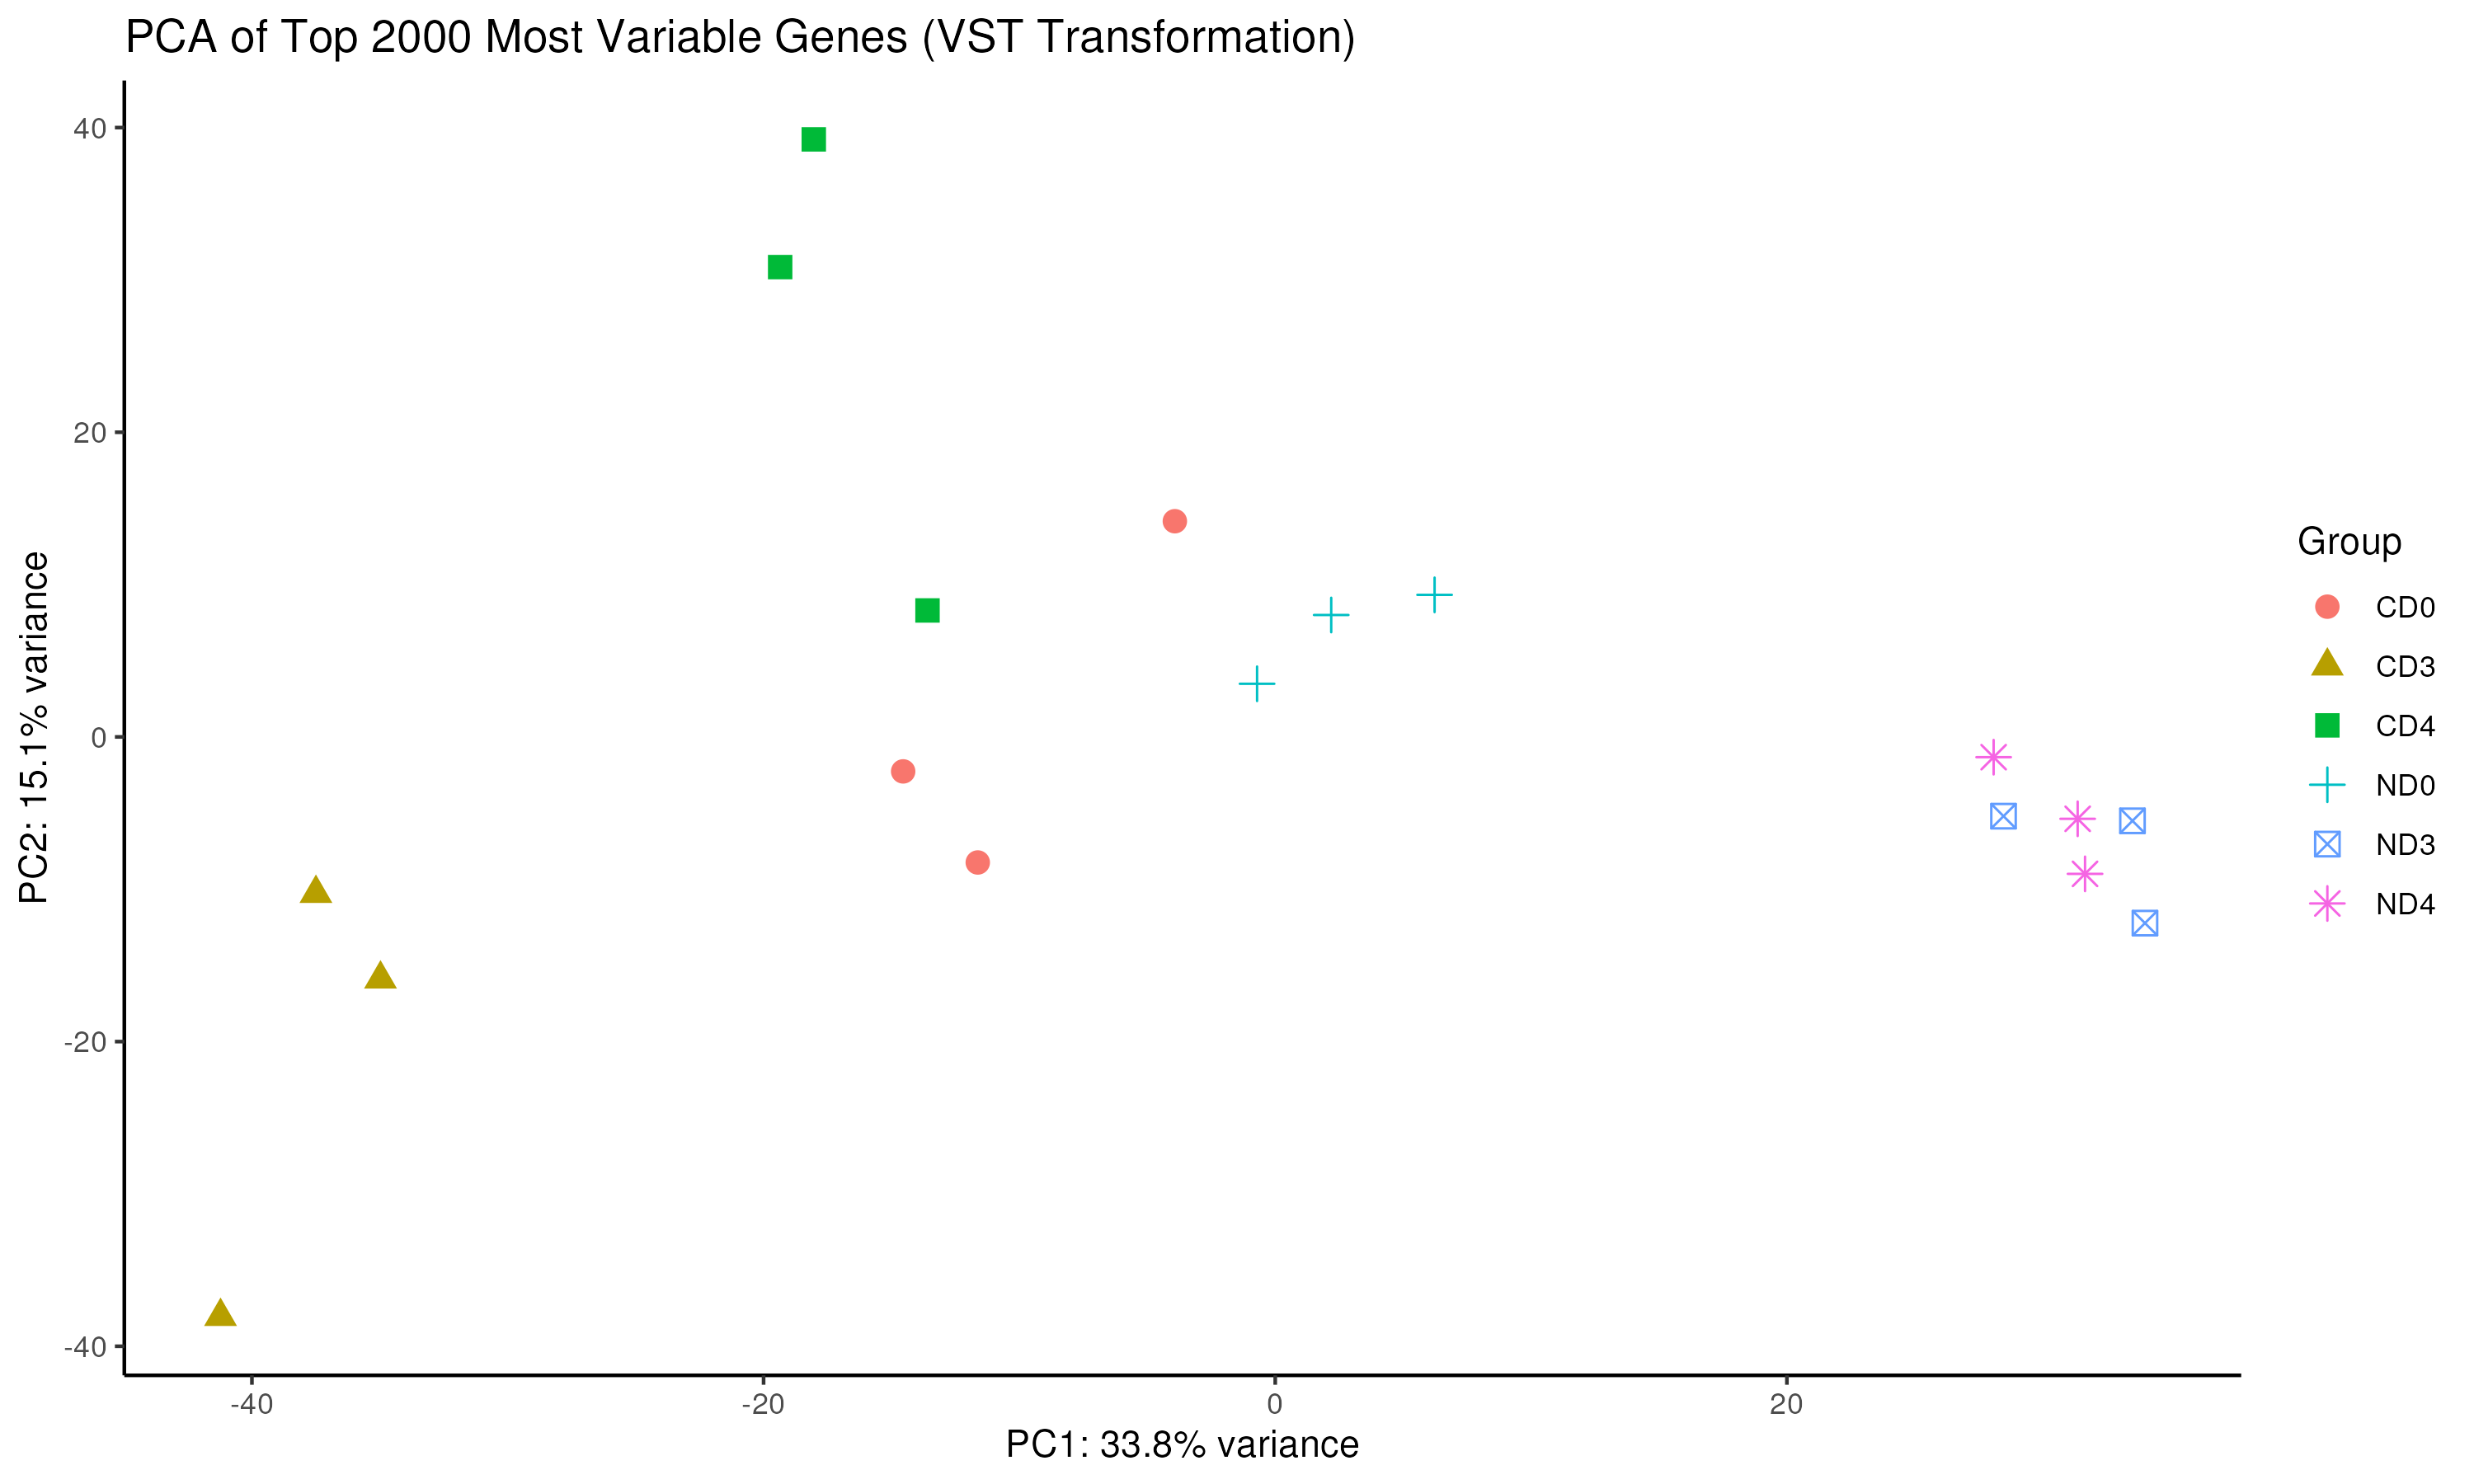 PCA of Top 2000 Most Variable Genes (VST Transformation)
40
20
0
-20
-40
PC2: 15.1% variance
-40
-20
0
20
PC1: 33.8% variance
Group
CD0
CD3
CD4
ND0
ND3
ND4